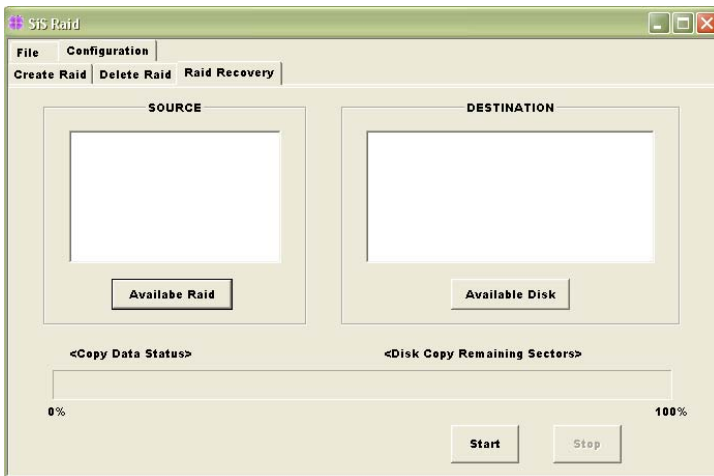 SiS Raid
File Configuration
Create Raid Delete Raid Raid Recovery
SOURCE DESTINATION
Availabe Raid Available Disk
<Copy Data Status> <Disk Copy Remaining Sectors>
0% 100%
Start Stop